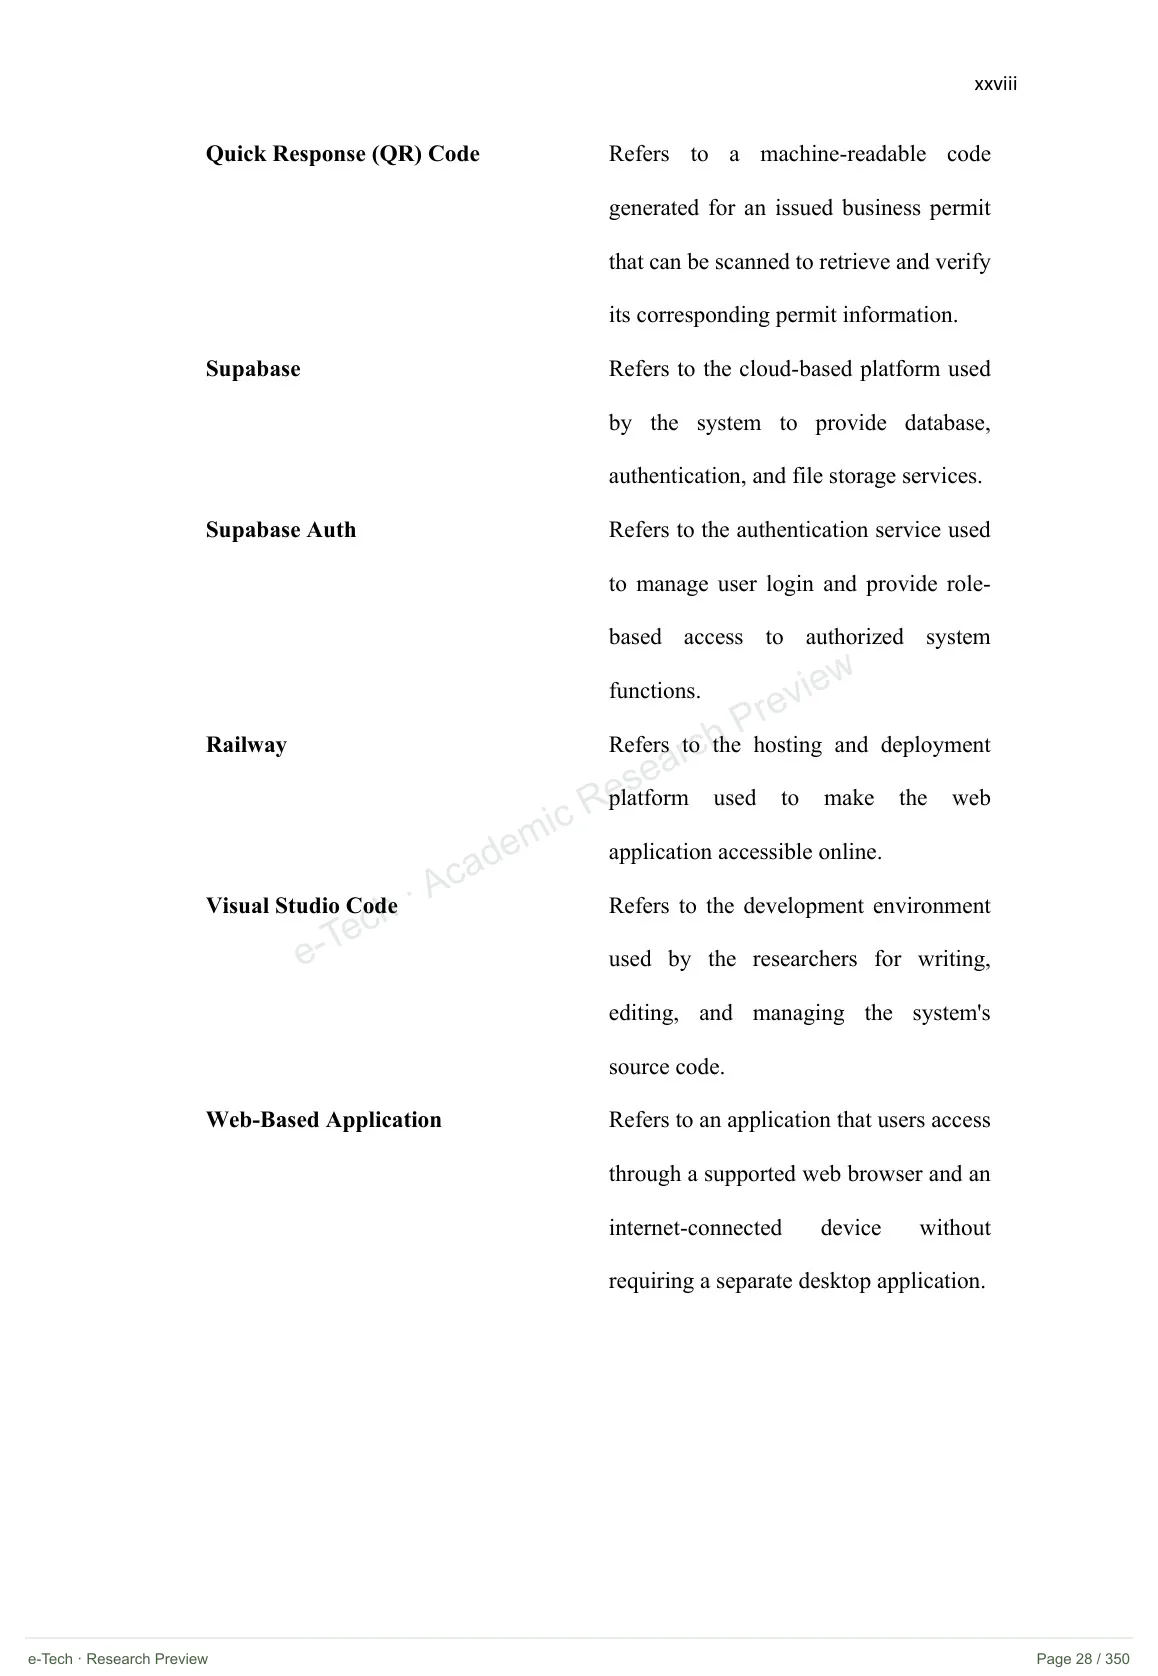 xxviii
Quick Response (QR) Code
Refers to a machine-readable code
generated for an issued business permit
that can be scanned to retrieve and verify
its corresponding permit information.
Supabase
Refers to the cloud-based platform used
by the system to provide database,
authentication, and file storage services.
Supabase Auth
Refers to the authentication service used
to manage user login and provide role-
based access to authorized system
functions.
Railway
Refers to the hosting and deployment
platform used to make the web
application accessible online.
Visual Studio Code
Refers to the development environment
used by the researchers for writing,
editing, and managing the system's
source code.
Web-Based Application
Refers to an application that users access
through a supported web browser and an
internet-connected device without
requiring a separate desktop application.
e-Tech · Academic Research Preview
e-Tech · Research Preview
Page 28 / 350